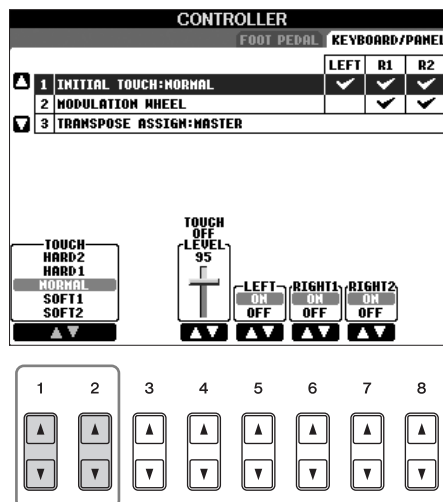 CONTROLLER
FOOT PEDAL KEYBOARD/PANEL
LEFT R1 R2
1 INITIAL TOUCH:NORMAL
2 MODULATION WHEEL
3 TRANSPOSE ASSIGN:MASTER
TOUCH
HARD2
HARD1
NORMAL
SOFT1
SOFT2
TOUCH
OFF
LEVEL
95
LEFT
ON
OFF
RIGHT1
ON
OFF
RIGHT2
ON
OFF
1 2 3 4 5 6 7 8